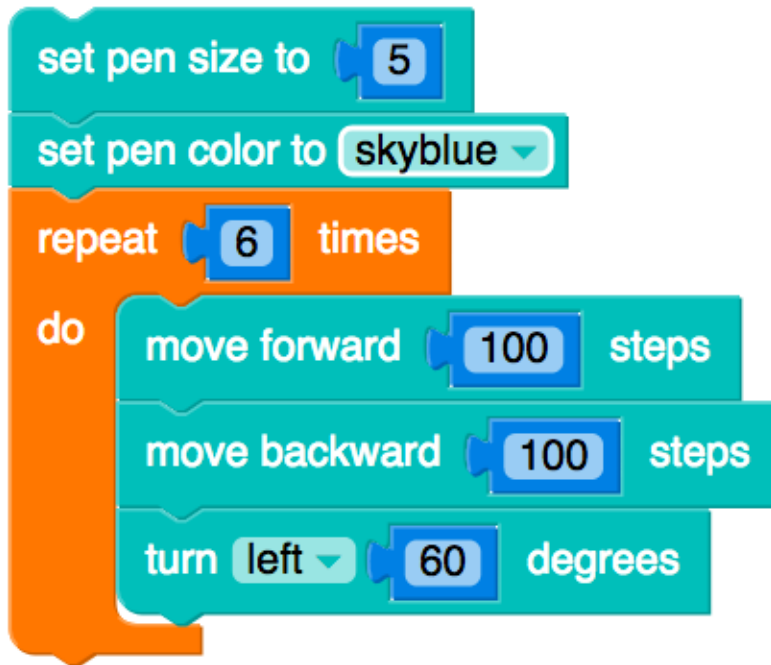 set pen size to 5
set pen color to skyblue
repeat 6 times
do
move forward 100 steps
move backward 100 steps
turn left 60 degrees